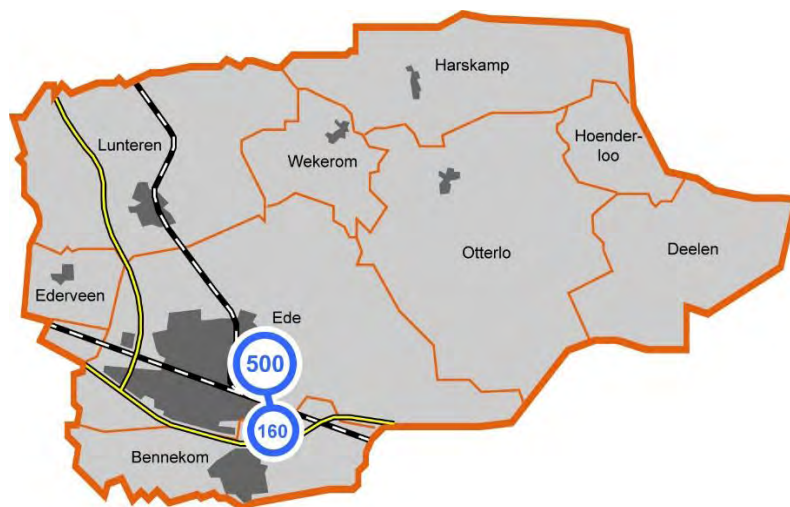 Harskamp
Lunteren
Hoender-
loo
Wekerom
Otterlo
Deelen
Ederveen
Ede
500
160
Bennekom